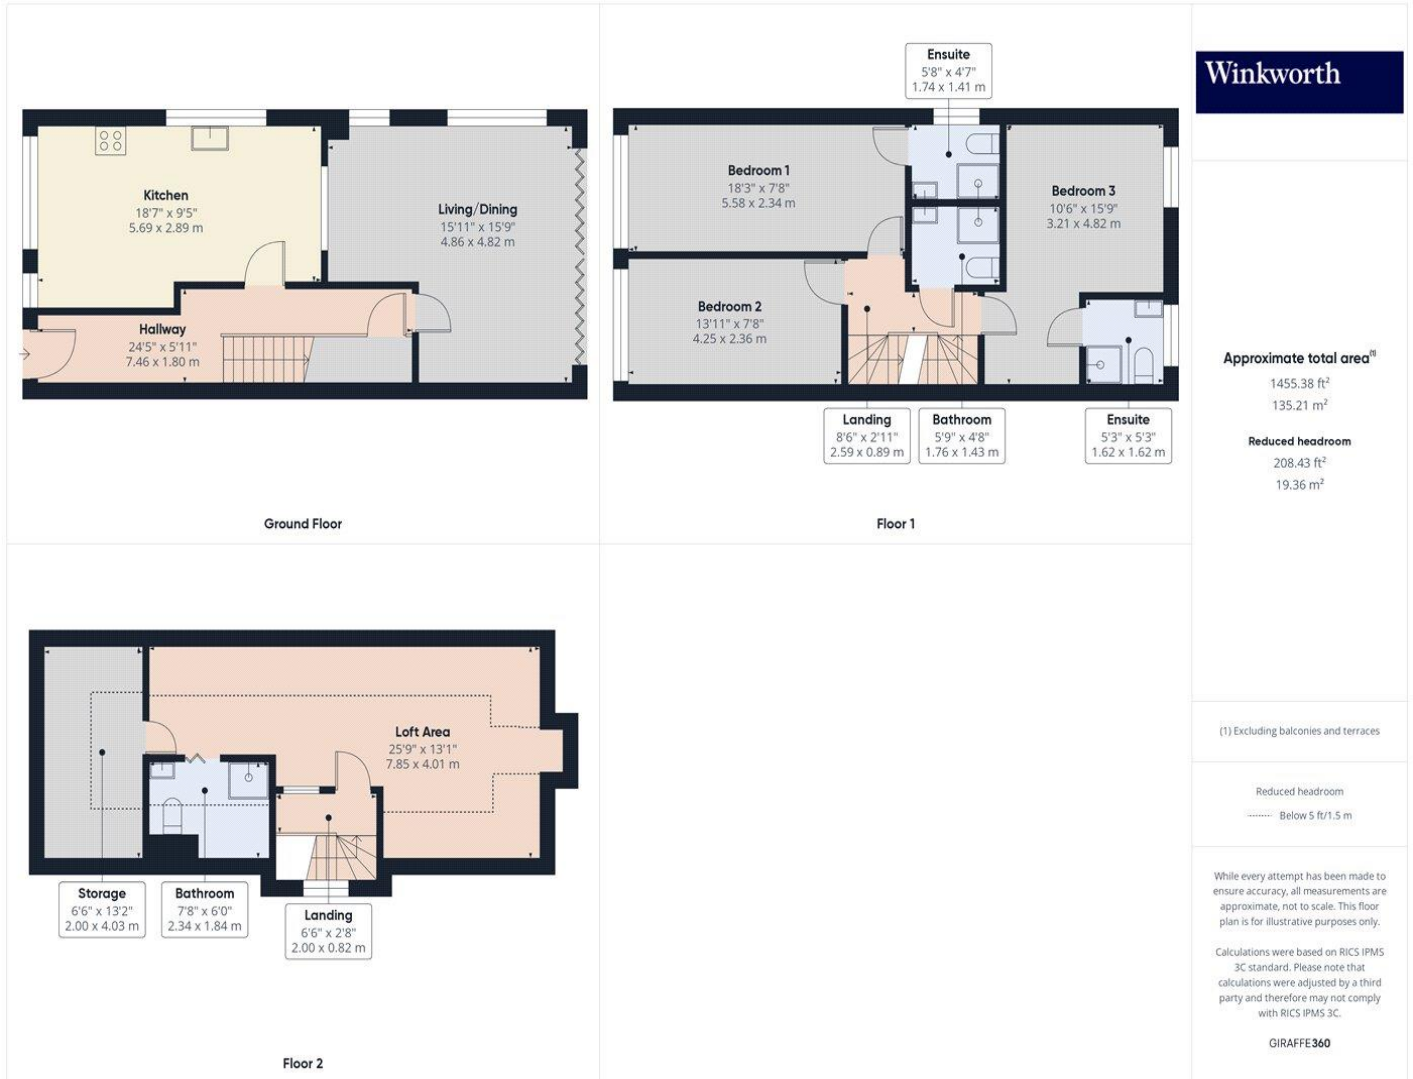 Kitchen
18'7" x 9'5"
5.69 x 2.89 m
Living/Dining
15'11" x 15'9"
4.86 x 4.82 m
Hallway
24'5" x 5'11"
7.46 x 1.80 m
Ground Floor
Ensuite
5'8" x 4'7"
1.74 x 1.41 m
Bedroom 1
18'3" x 7'8"
5.58 x 2.34 m
Bedroom 3
10'6" x 15'9"
3.21 x 4.82 m
Bedroom 2
13'11" x 7'8"
4.25 x 2.36 m
Landing
8'6" x 2'11"
2.59 x 0.89 m
Bathroom
5'9" x 4'8"
1.76 x 1.43 m
Ensuite
5'3" x 5'3"
1.62 x 1.62 m
Floor 1
Loft Area
25'9" x 13'1"
7.85 x 4.01 m
Storage
6'6" x 13'2"
2.00 x 4.03 m
Bathroom
7'8" x 6'0"
2.34 x 1.84 m
Landing
6'6" x 2'8"
2.00 x 0.82 m
Floor 2
Winkworth
Approximate total area(1)
1455.38 ft²
135.21 m²
Reduced headroom
208.43 ft²
19.36 m²
(1) Excluding balconies and terraces
Reduced headroom
Below 5 ft/1.5 m
While every attempt has been made to
ensure accuracy, all measurements are
approximate, not to scale. This floor
plan is for illustrative purposes only.
Calculations were based on RICS IPMS
3C standard. Please note that
calculations were adjusted by a third
party and therefore may not comply
with RICS IPMS 3C.
GIRAFFE360